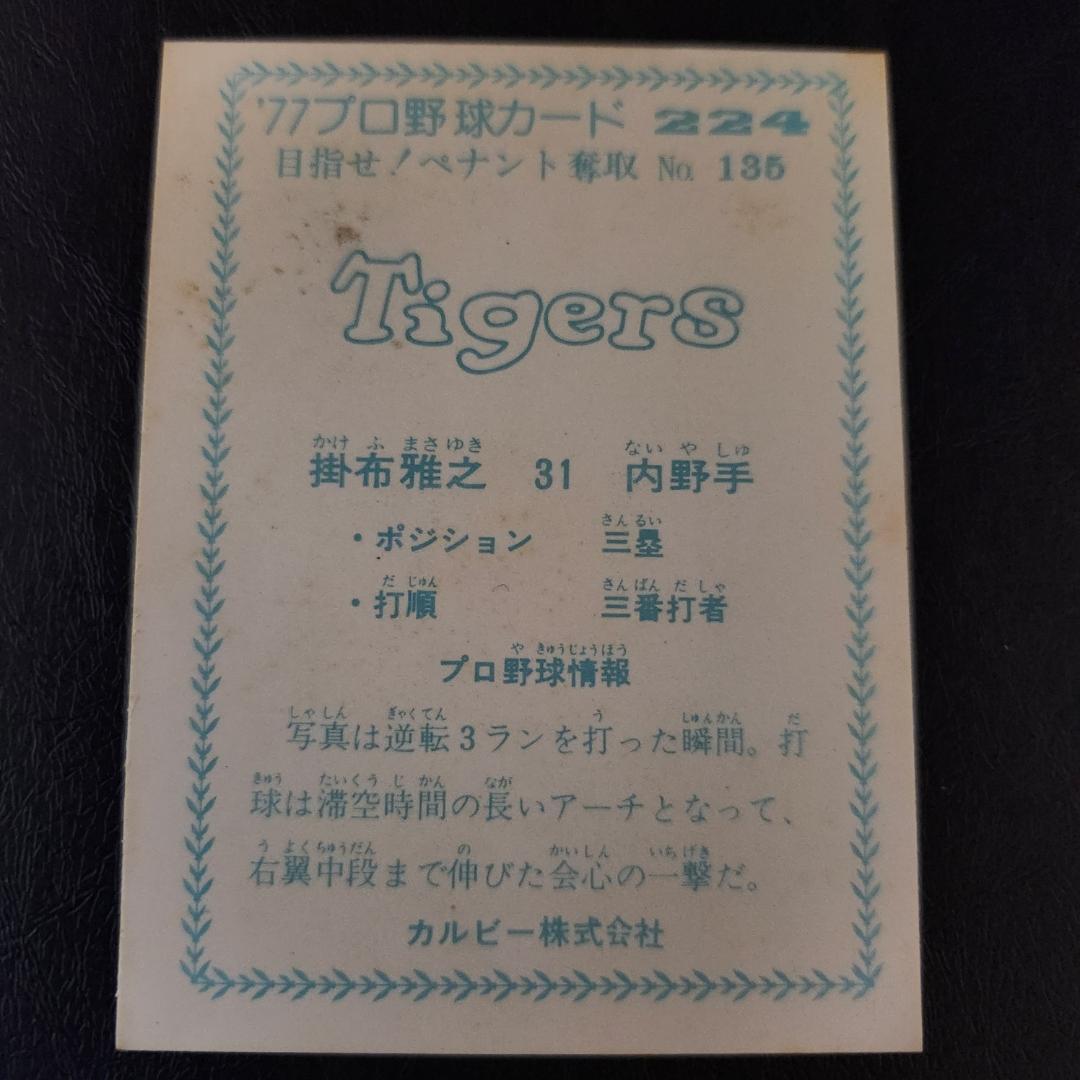 '77プロ野球カード 224
目指せ!ペナント奪取 No. 135
Tigers
かけ ふ まさ ゆき ない や しゅ
掛布雅之 31 内野手
さん るい
・ポジション 三塁
だ じゅん さん ばん だ しゃ
・打順 三番打者
や きゅうじょうほう
プロ野球情報
しゃ しん ぎゃくてん う しゅんかん だ
写真は逆転3ランを打った瞬間。打
きゅう たいくう じ かん なが
球は滞空時間の長いアーチとなって、
う よくちゅうだん の かいしん いち げき
右翼中段まで伸びた会心の一撃だ。
カルビー株式会社